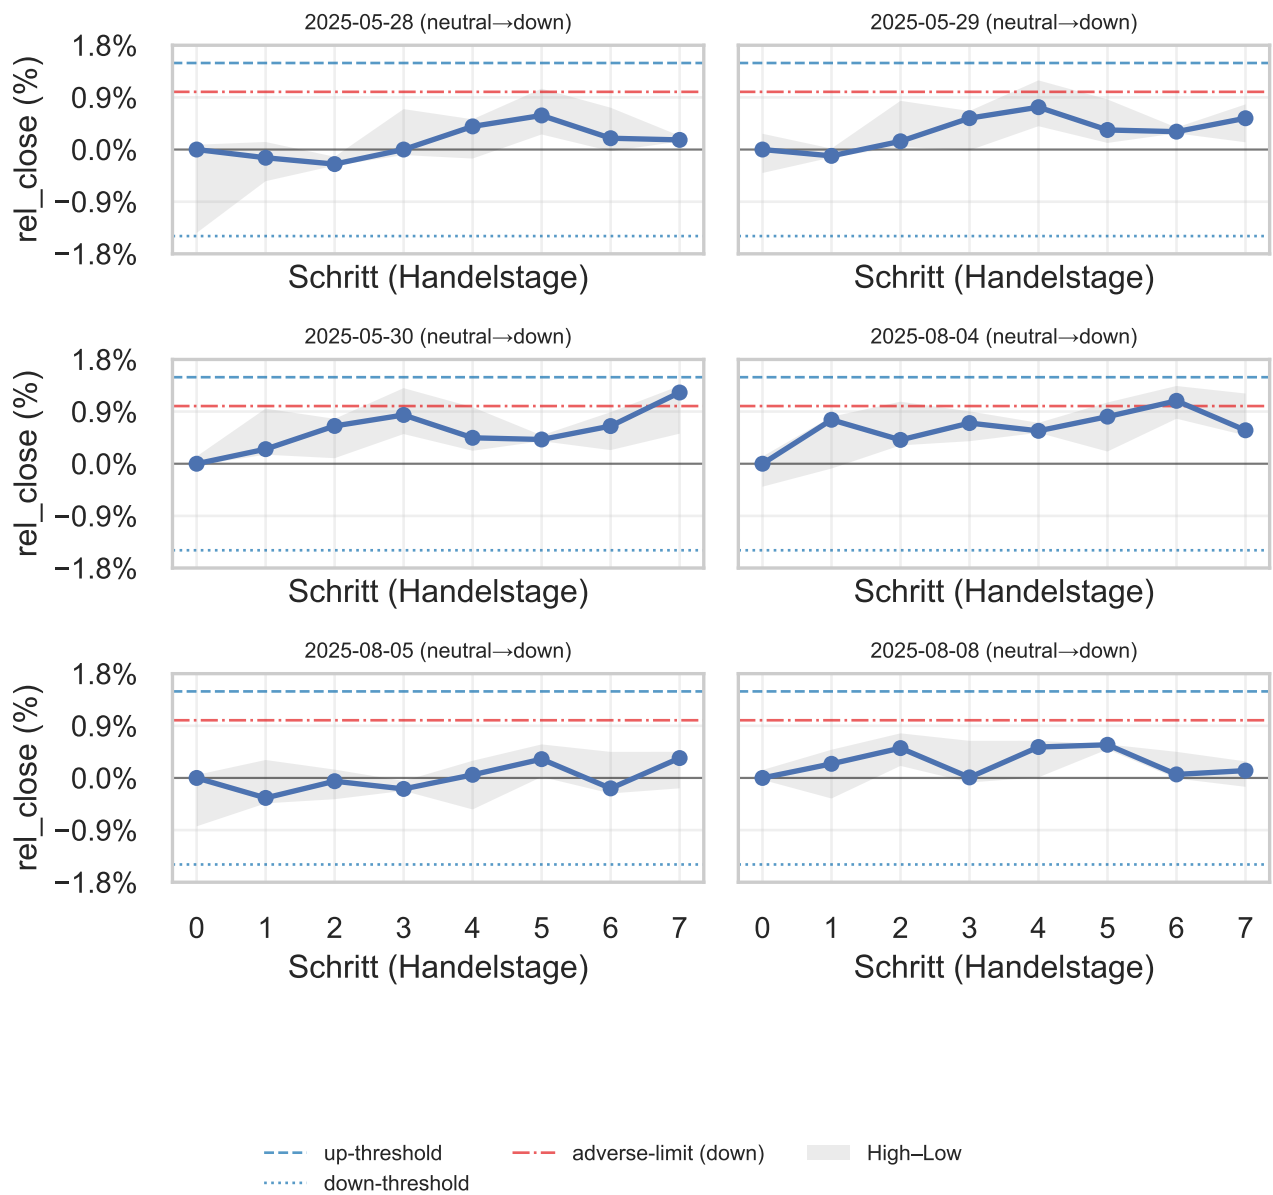 2025-05-28 (neutral→down)
2025-05-29 (neutral→down)
1.8%
0.9%
0.0%
−0.9%
−1.8%
rel_close (%)
Schritt (Handelstage)
Schritt (Handelstage)
2025-05-30 (neutral→down)
2025-08-04 (neutral→down)
1.8%
0.9%
0.0%
−0.9%
−1.8%
rel_close (%)
Schritt (Handelstage)
Schritt (Handelstage)
2025-08-05 (neutral→down)
2025-08-08 (neutral→down)
1.8%
0.9%
0.0%
−0.9%
−1.8%
rel_close (%)
0 1 2 3 4 5 6 7
0 1 2 3 4 5 6 7
Schritt (Handelstage)
Schritt (Handelstage)
up-threshold
down-threshold
adverse-limit (down)
High–Low